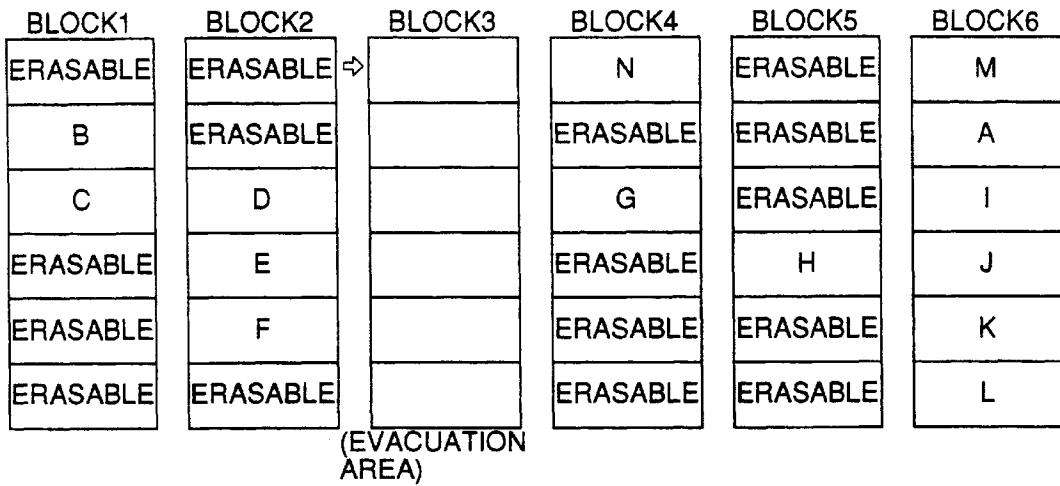 BLOCK1 BLOCK2 BLOCK3 BLOCK4 BLOCK5 BLOCK6
ERASABLE ERASABLE ⇨ N ERASABLE M
B ERASABLE ERASABLE ERASABLE A
C D G ERASABLE I
ERASABLE E ERASABLE H J
ERASABLE F ERASABLE ERASABLE K
ERASABLE ERASABLE ERASABLE ERASABLE L
(EVACUATION
AREA)